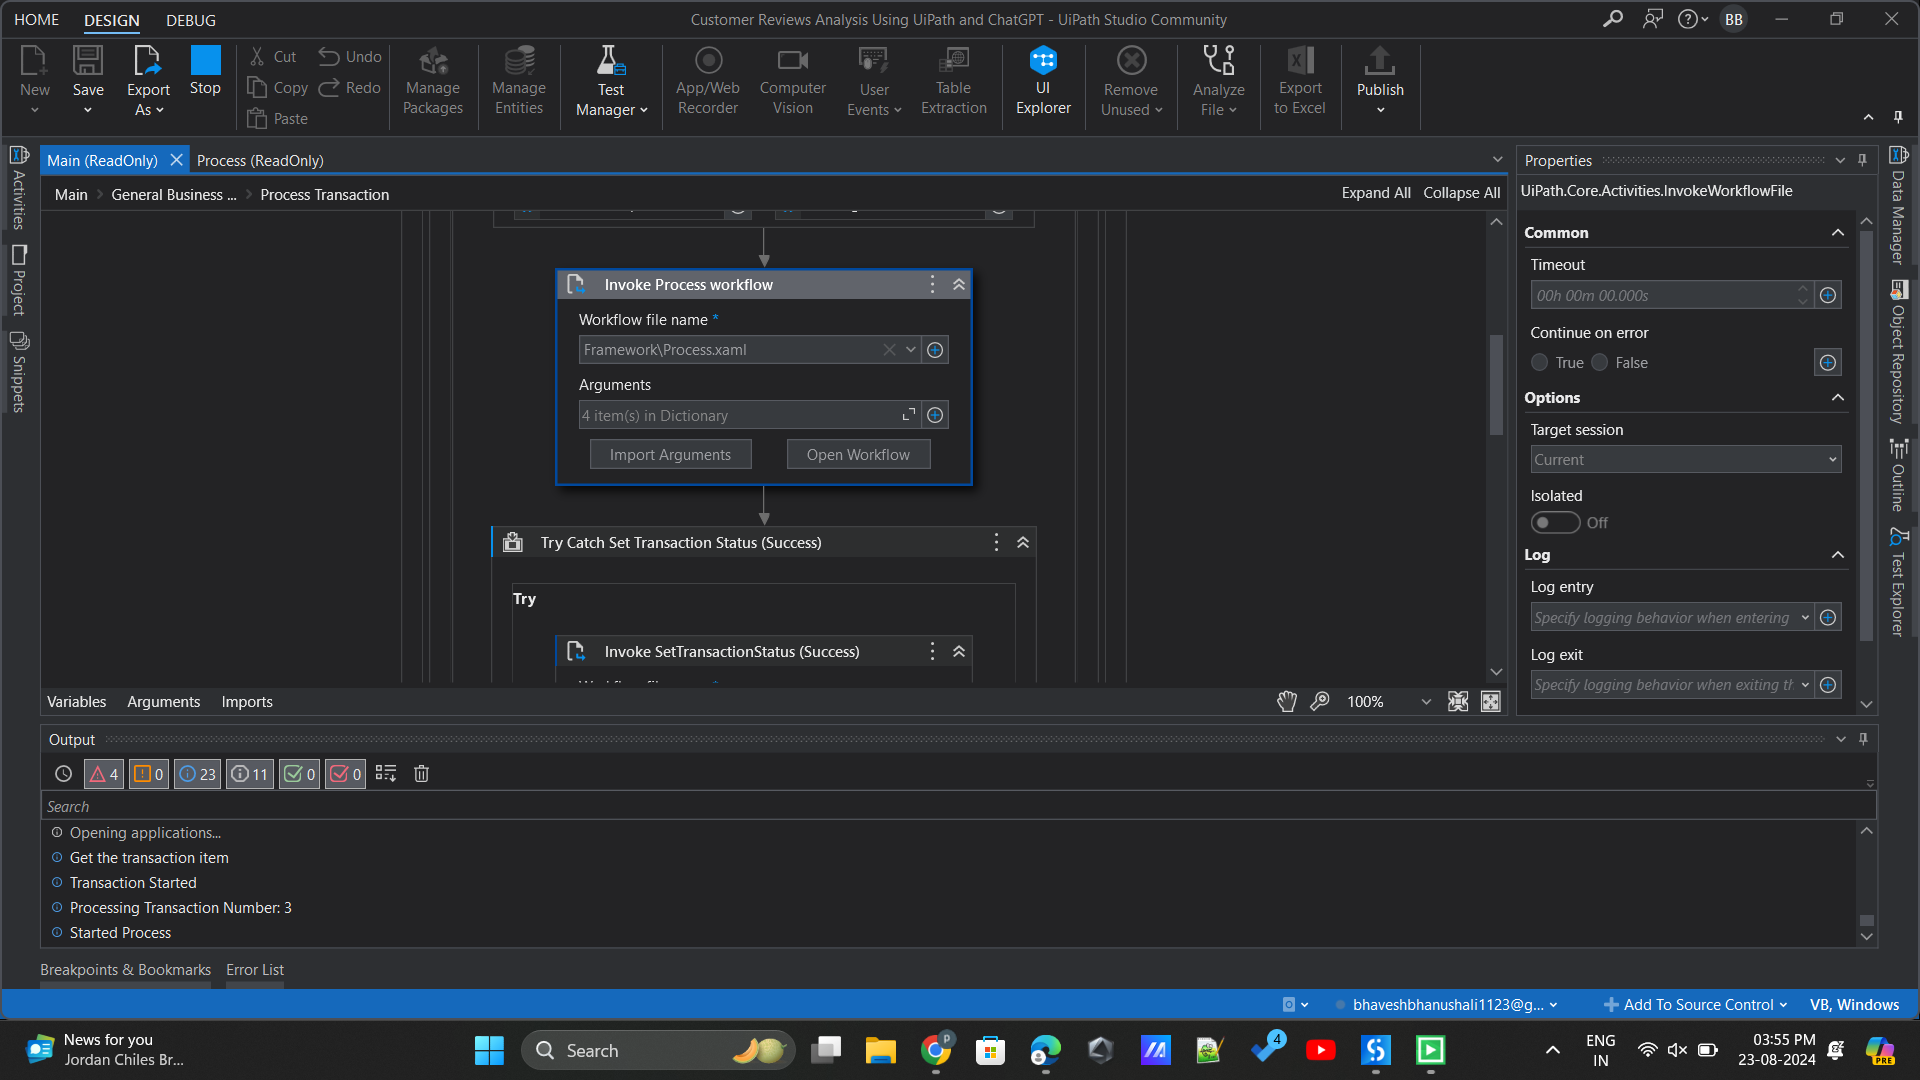 HOME
DESIGN
DEBUG
Customer Reviews Analysis Using UiPath and ChatGPT - UiPath Studio Community
BB
New
Save
Export As
Stop
Cut
Copy
Paste
Undo
Redo
Manage Packages
Manage Entities
Test Manager
App/Web Recorder
Computer Vision
User Events
Table Extraction
UI Explorer
Remove Unused
Analyze File
Export to Excel
Publish
Main (ReadOnly)
Process (ReadOnly)
Main
General Business ...
Process Transaction
Expand All
Collapse All
Activities
Project
Snippets
Invoke Process workflow
Workflow file name *
Framework\Process.xaml
Arguments
4 item(s) in Dictionary
Import Arguments
Open Workflow
Try Catch Set Transaction Status (Success)
Try
Invoke SetTransactionStatus (Success)
Variables
Arguments
Imports
100%
Properties
UiPath.Core.Activities.InvokeWorkflowFile
Common
Timeout
00h 00m 00.000s
Continue on error
True
False
Options
Target session
Current
Isolated
Off
Log
Log entry
Specify logging behavior when entering
Log exit
Specify logging behavior when exiting th
Data Manager
Object Repository
Outline
Test Explorer
Output
4
0
23
11
0
0
Search
Opening applications...
Get the transaction item
Transaction Started
Processing Transaction Number: 3
Started Process
Breakpoints & Bookmarks
Error List
bhaveshbhanushali1123@g...
Add To Source Control
VB, Windows
News for you
Jordan Chiles Br...
Search
P
4
ENG
IN
03:55 PM
23-08-2024
PRE